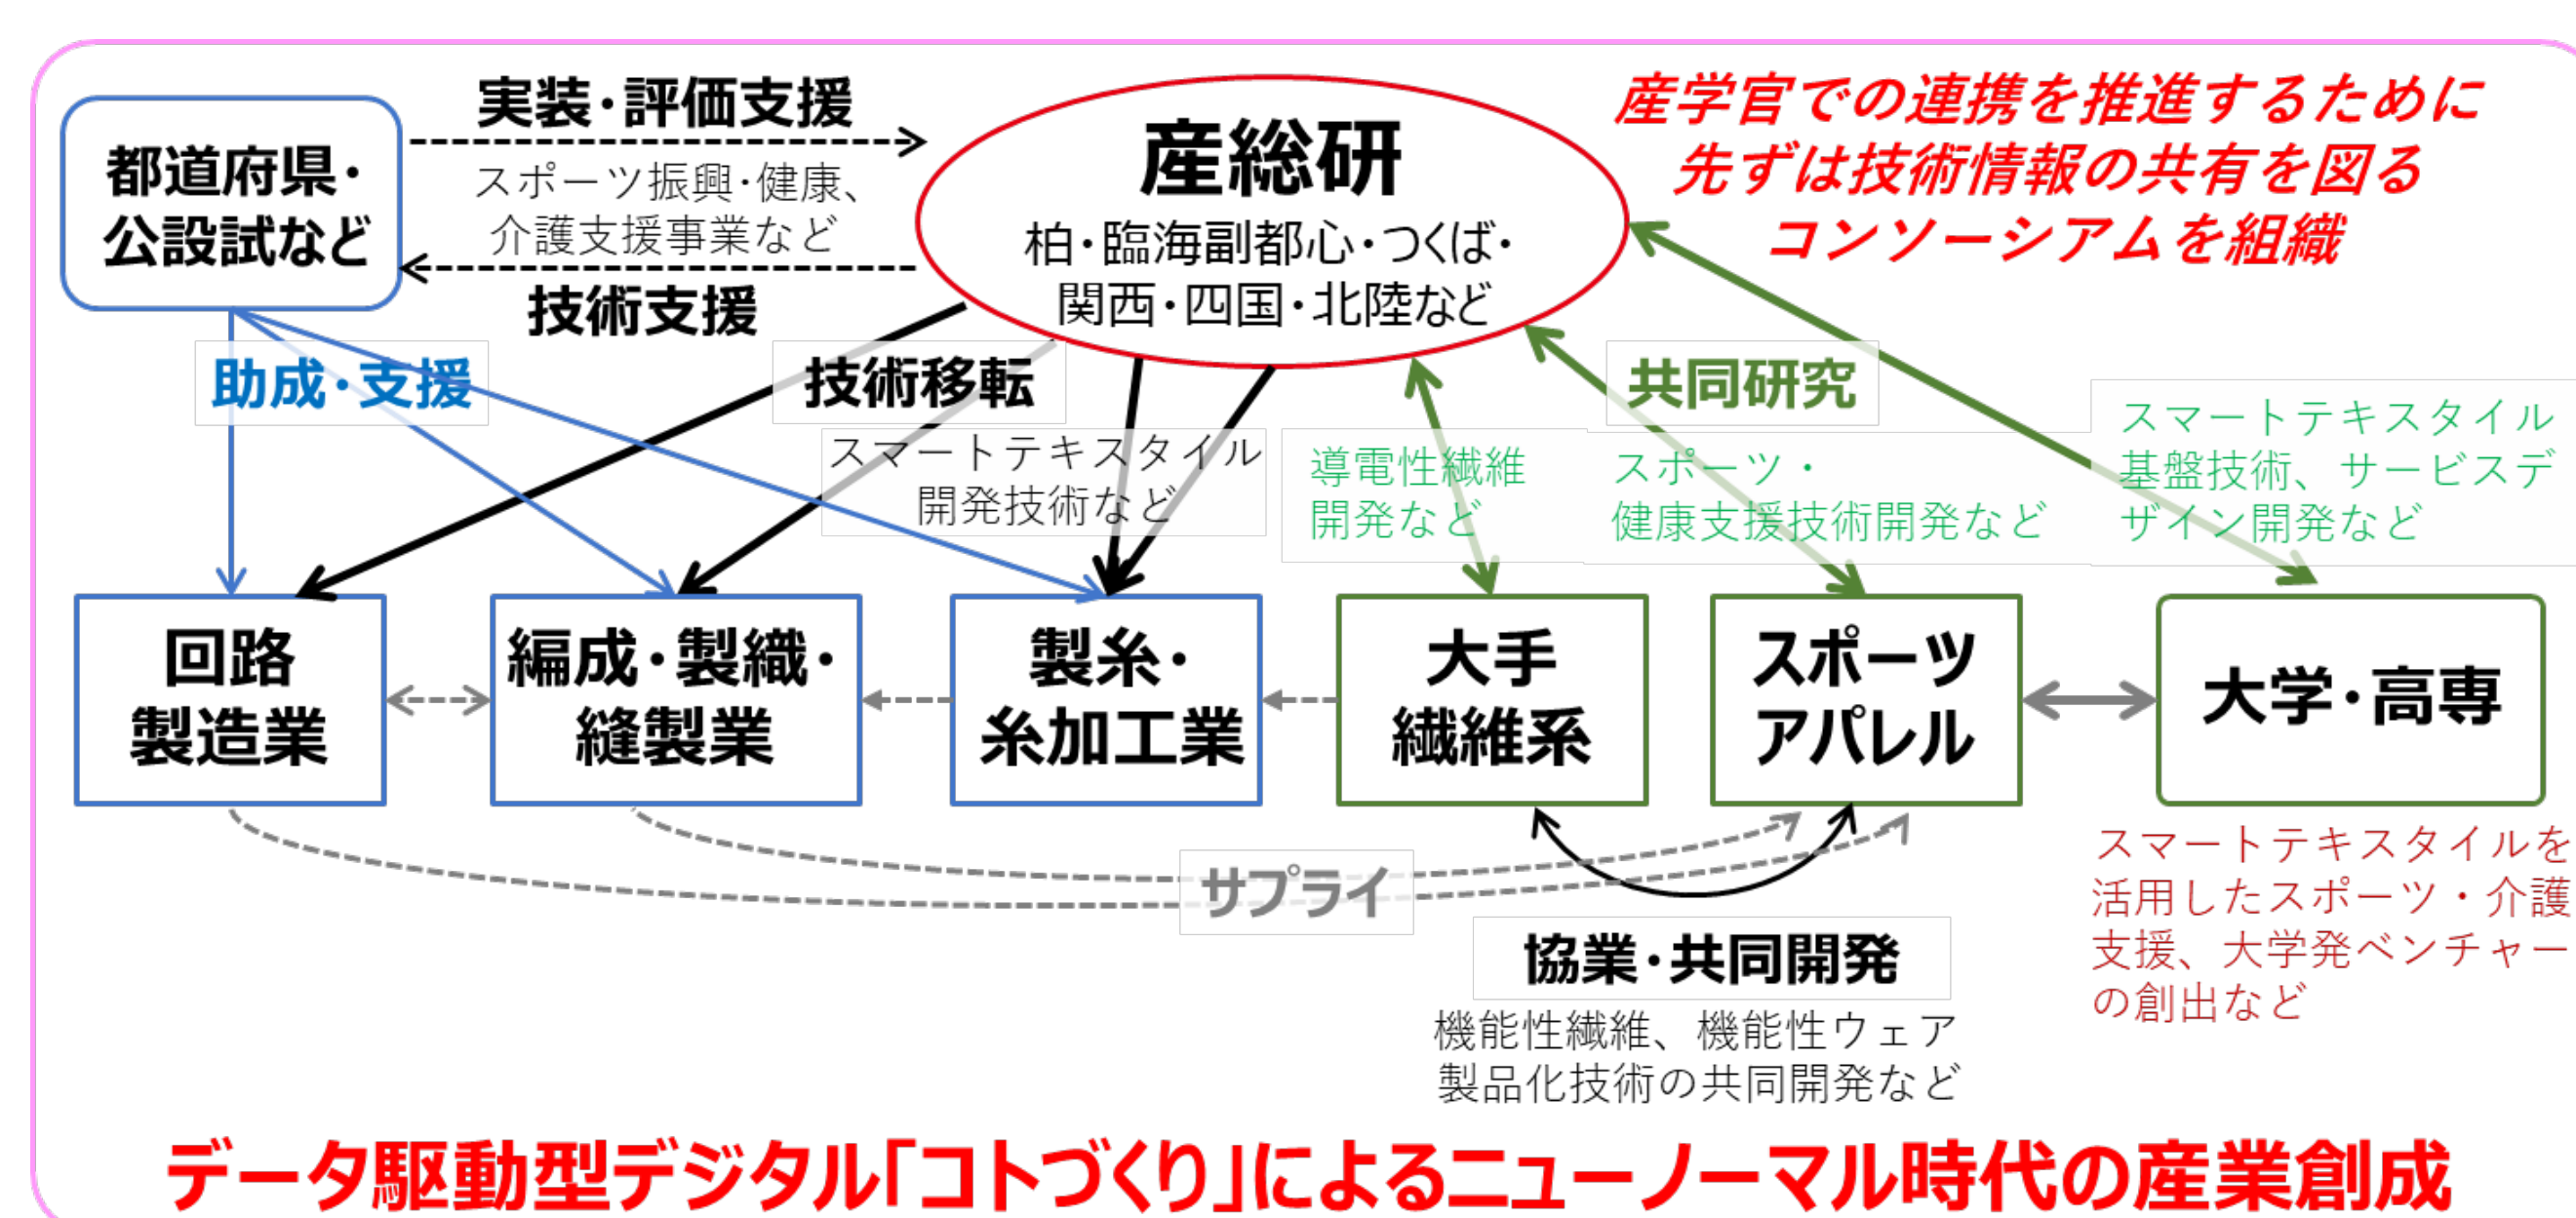 実装・評価支援
都道府県・
公設試など
スポーツ振興・健康、
介護支援事業など
技術支援
産総研
柏・臨海副都心・つくば・
関西・四国・北陸など
産学官での連携を推進するために
先ずは技術情報の共有を図る
コンソーシアムを組織
助成・支援
技術移転
スマートテキスタイル
開発技術など
共同研究
導電性繊維
開発など
スポーツ・
健康支援技術開発など
スマートテキスタイル
基盤技術、サービスデ
ザイン開発など
回路
製造業
編成・製織・
縫製業
製糸・
糸加工業
大手
繊維系
スポーツ
アパレル
大学・高専
サプライ
協業・共同開発
機能性繊維、機能性ウェア
製品化技術の共同開発など
スマートテキスタイルを
活用したスポーツ・介護
支援、大学発ベンチャー
の創出など
データ駆動型デジタル「コトづくり」によるニューノーマル時代の産業創成